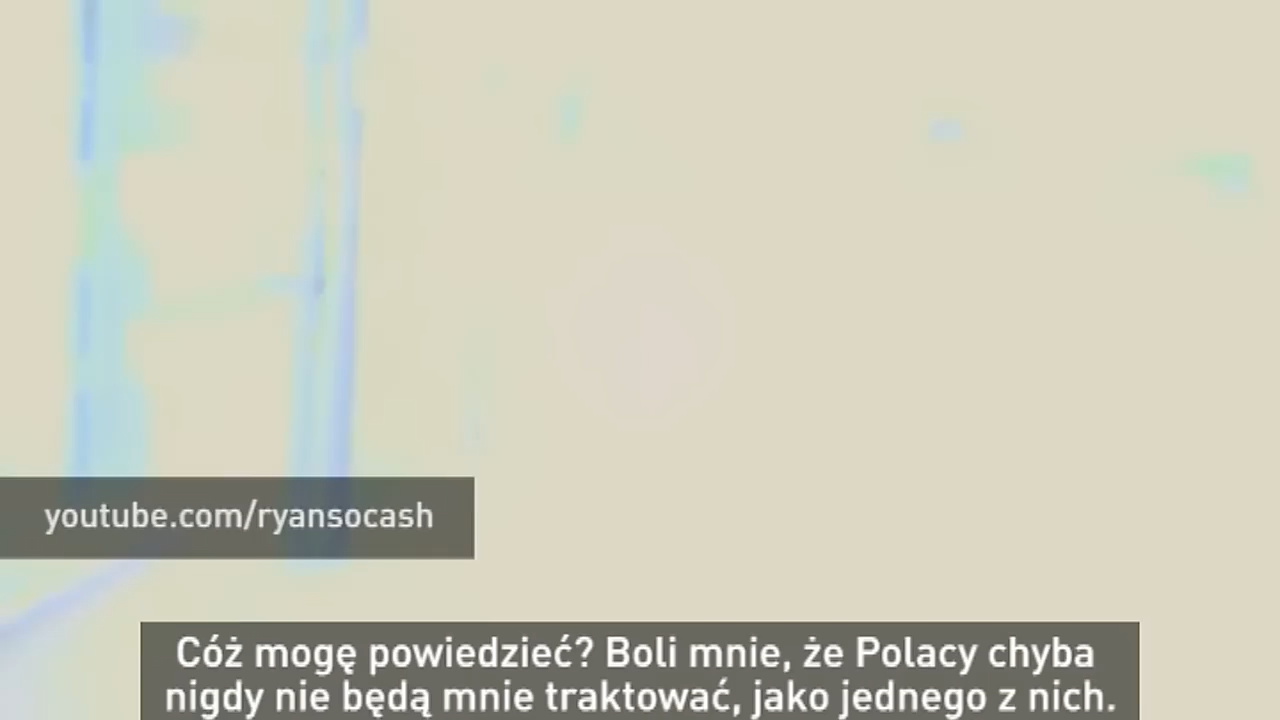 youtube.com/ryansocash
Cóż mogę powiedzieć? Boli mnie, że Polacy chyba
nigdy nie będą mnie traktować, jako jednego z nich.